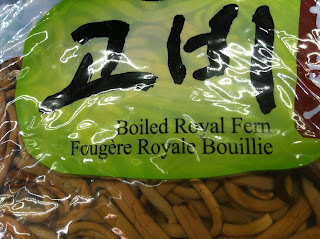 고비
Boiled Royal Fern
Fougère Royale Bouillie